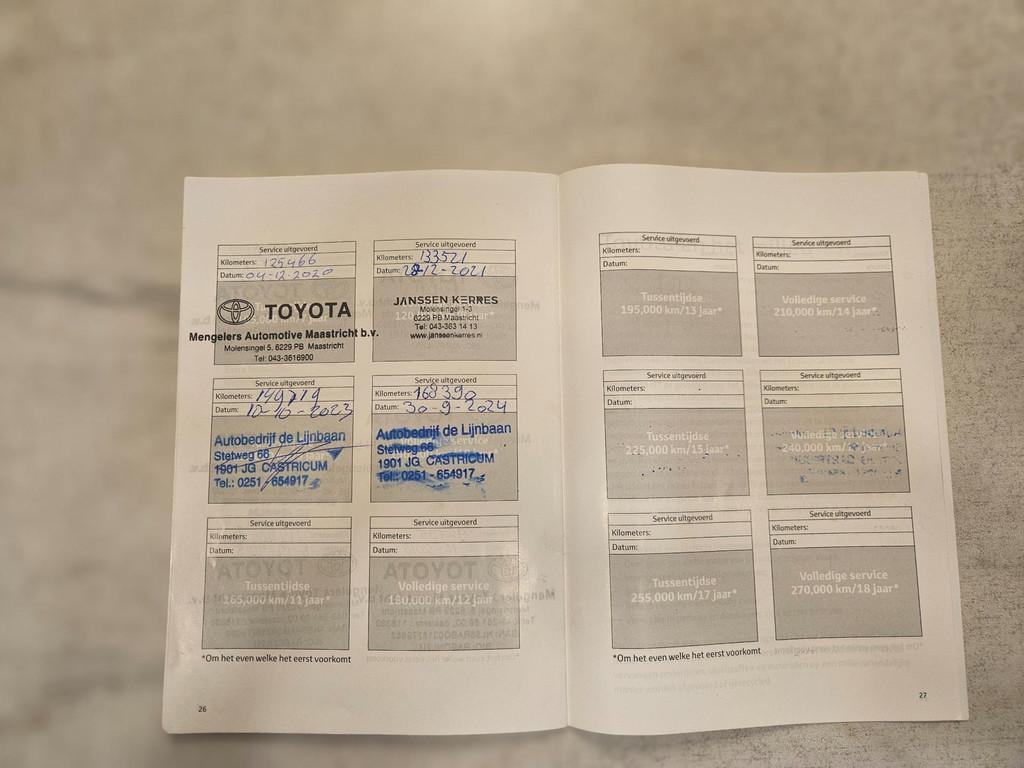 Service uitgevoerd
Kilometers: 125466
Datum: 04-12-2020
TOYOTA
Mengelers Automotive Maastricht b.v.
Molensingel 5, 6229 PB Maastricht
Tel: 043-3616900
Service uitgevoerd
Kilometers: 133521
Datum: 28-12-2021
JANSSEN KERRES
Molensingel 1-3
6229 PB Maastricht
Tel: 043-363 14 13
www.janssenkerres.nl
Service uitgevoerd
Kilometers: 149719
Datum: 10-10-2023
Autobedrijf de Lijnbaan
Stetweg 66
1901 JG CASTRICUM
Tel.: 0251 - 654917
Service uitgevoerd
Kilometers: 168390
Datum: 30-9-2024
Autobedrijf de Lijnbaan
Stetweg 66
1901 JG CASTRICUM
Tel.: 0251 - 654917
Service uitgevoerd
Kilometers:
Datum:
Tussentijdse
165,000 km/11 jaar*
Service uitgevoerd
Kilometers:
Datum:
Volledige service
180,000 km/12 jaar*
*Om het even welke het eerst voorkomt
26
Service uitgevoerd
Kilometers:
Datum:
Tussentijdse
195,000 km/13 jaar*
Service uitgevoerd
Kilometers:
Datum:
Volledige service
210,000 km/14 jaar*
Service uitgevoerd
Kilometers:
Datum:
Tussentijdse
225,000 km/15 jaar*
Service uitgevoerd
Kilometers:
Datum:
Volledige service
240,000 km/16 jaar*
Service uitgevoerd
Kilometers:
Datum:
Tussentijdse
255,000 km/17 jaar*
Service uitgevoerd
Kilometers:
Datum:
Volledige service
270,000 km/18 jaar*
*Om het even welke het eerst voorkomt
27